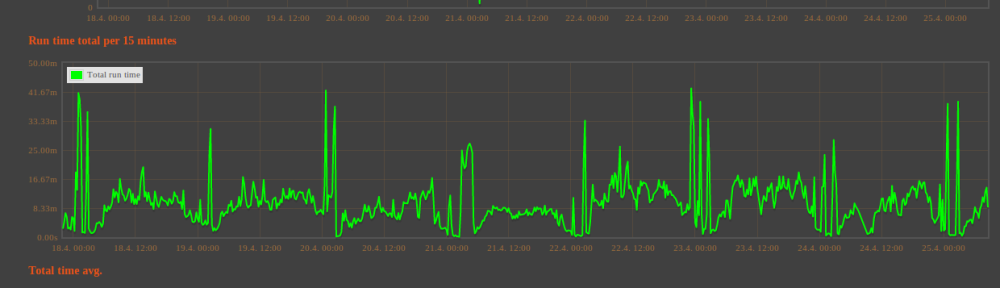 0
18.4. 00:00 18.4. 12:00 19.4. 00:00 19.4. 12:00 20.4. 00:00 20.4. 12:00 21.4. 00:00 21.4. 12:00 22.4. 00:00 22.4. 12:00 23.4. 00:00 23.4. 12:00 24.4. 00:00 24.4. 12:00 25.4. 00:00
Run time total per 15 minutes
50.00m
Total run time
41.67m
33.33m
25.00m
16.67m
8.33m
0.00s
18.4. 00:00 18.4. 12:00 19.4. 00:00 19.4. 12:00 20.4. 00:00 20.4. 12:00 21.4. 00:00 21.4. 12:00 22.4. 00:00 22.4. 12:00 23.4. 00:00 23.4. 12:00 24.4. 00:00 24.4. 12:00 25.4. 00:00
Total time avg.